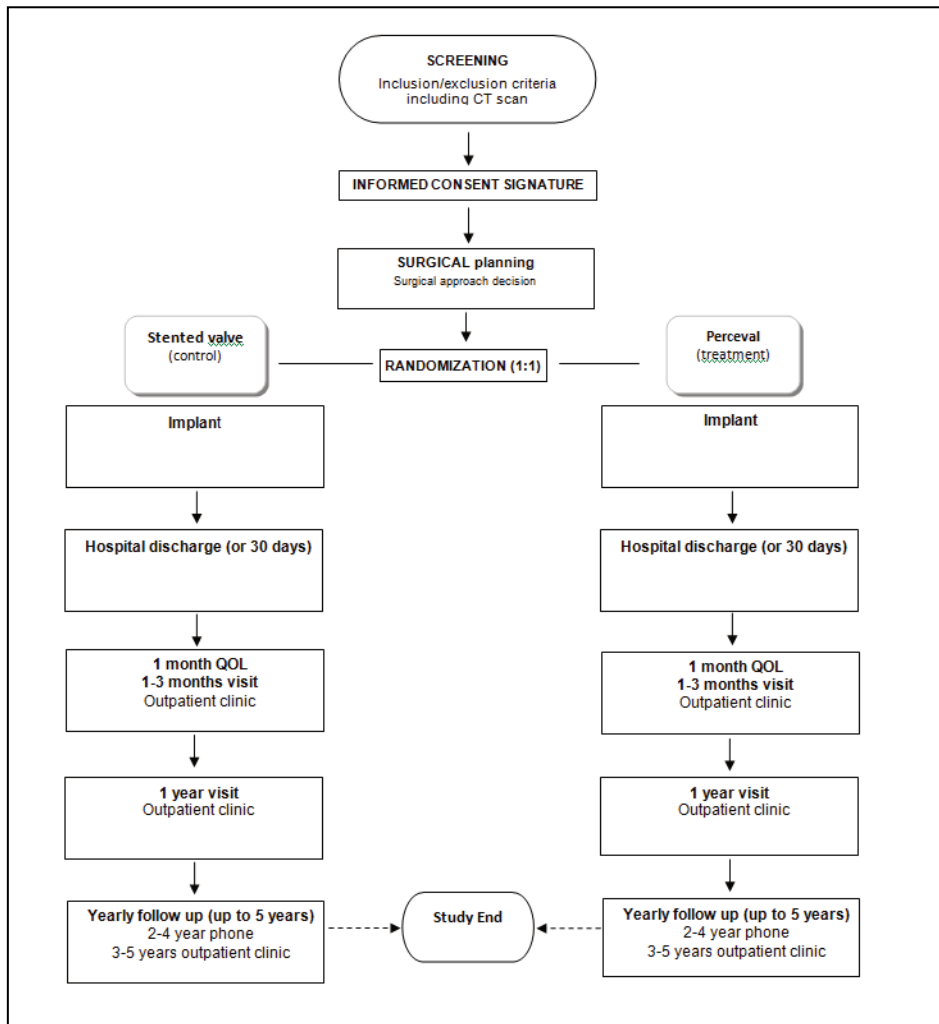 SCREENING
Inclusion/exclusion criteria
including CT scan
INFORMED CONSENT SIGNATURE
SURGICAL planning
Surgical approach decision
Stented valve
(control)
RANDOMIZATION (1:1)
Perceval
(treatment)
Implant
Hospital discharge (or 30 days)
1 month QOL
1-3 months visit
Outpatient clinic
1 year visit
Outpatient clinic
Yearly follow up (up to 5 years)
2-4 year phone
3-5 years outpatient clinic
Implant
Hospital discharge (or 30 days)
1 month QOL
1-3 months visit
Outpatient clinic
1 year visit
Outpatient clinic
Yearly follow up (up to 5 years)
2-4 year phone
3-5 years outpatient clinic
Study End